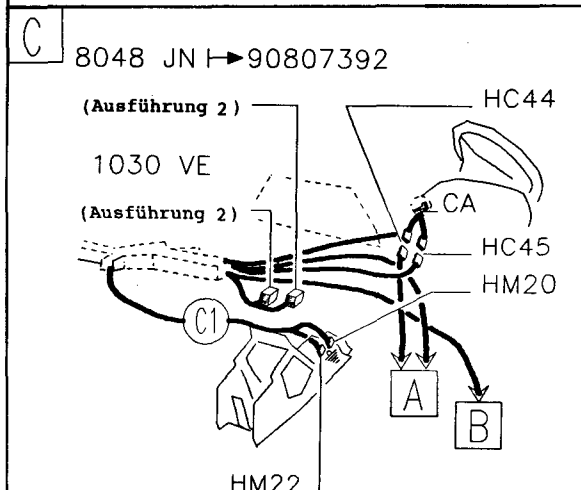 C
8048 JN ↦ 90807392
(Ausführung 2)
HC44
1030 VE
CA
(Ausführung 2)
HC45
HM20
C1
A
B
HM22